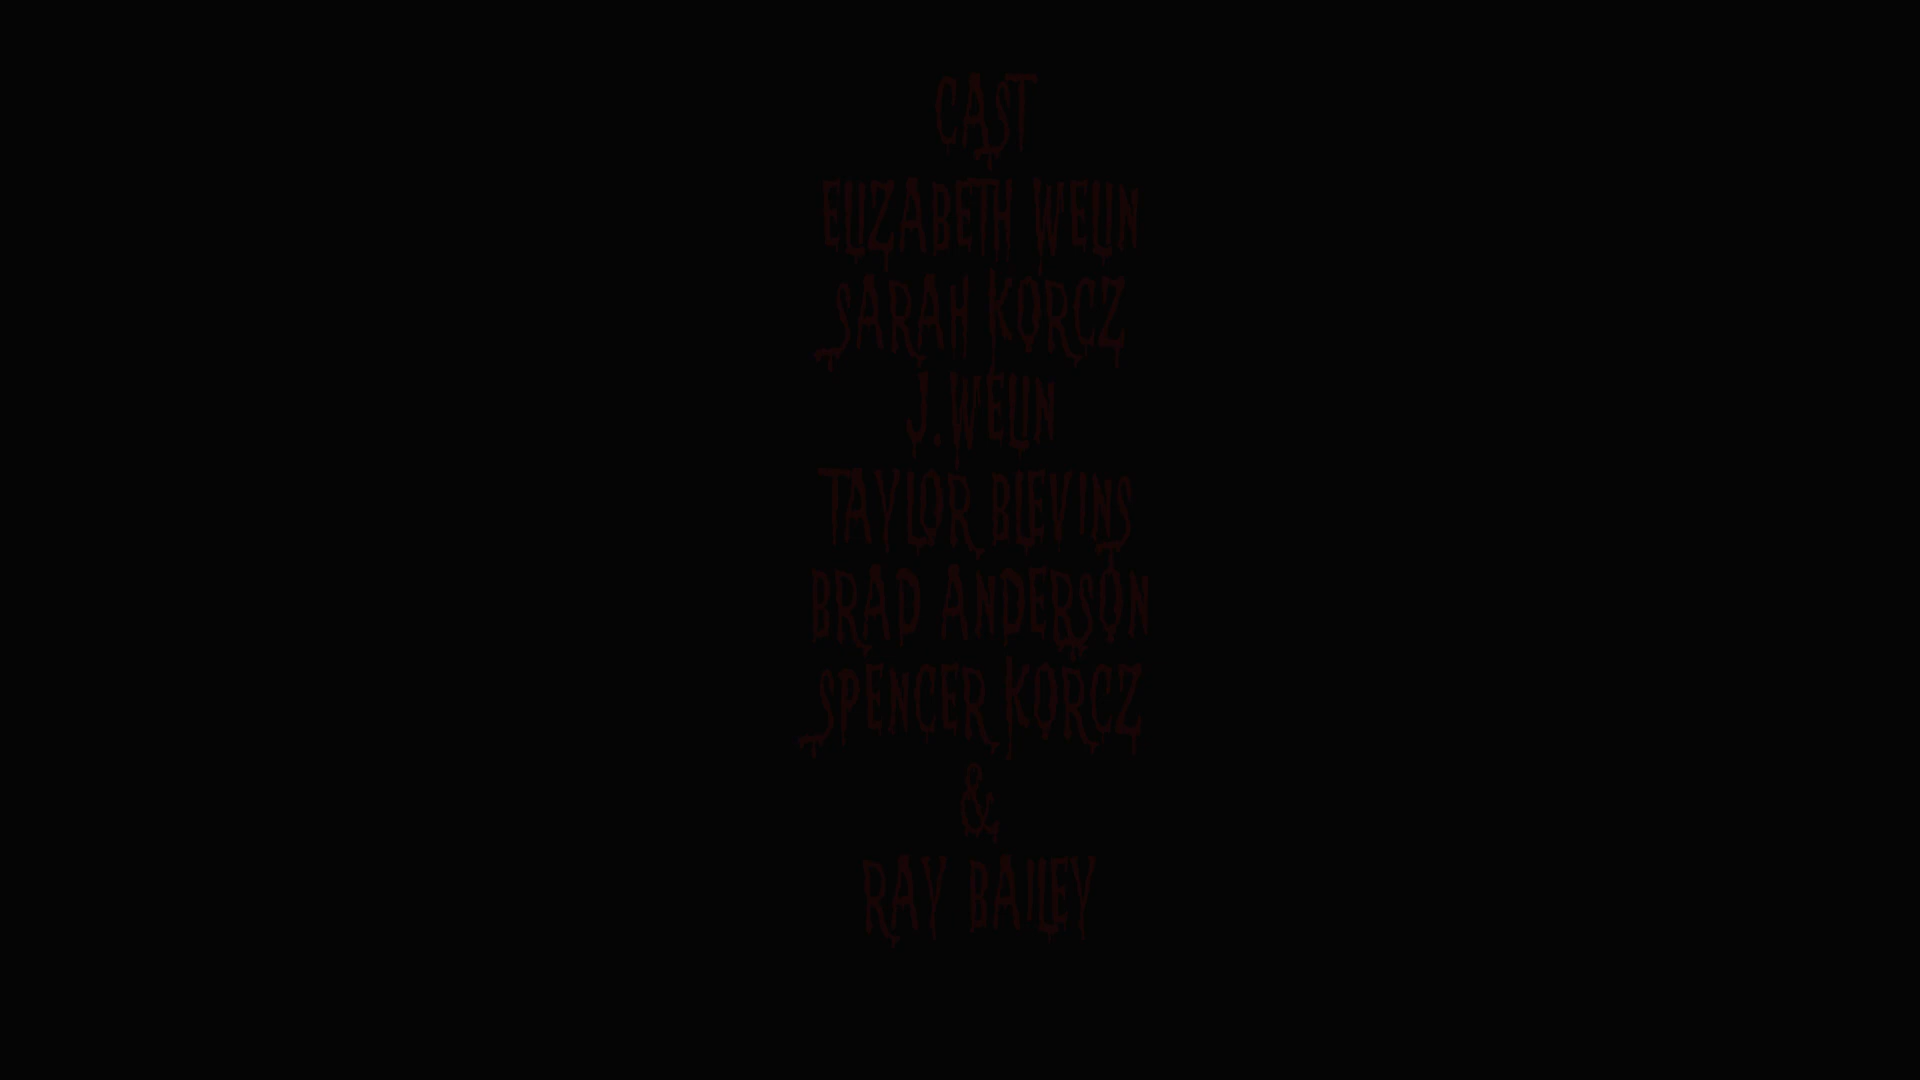 CAST
ELIZABETH WELIN
SARAH KORCZ
J.WELIN
TAYLOR BLEVINS
BRAD ANDERSON
SPENCER KORCZ
&
RAY BAILEY